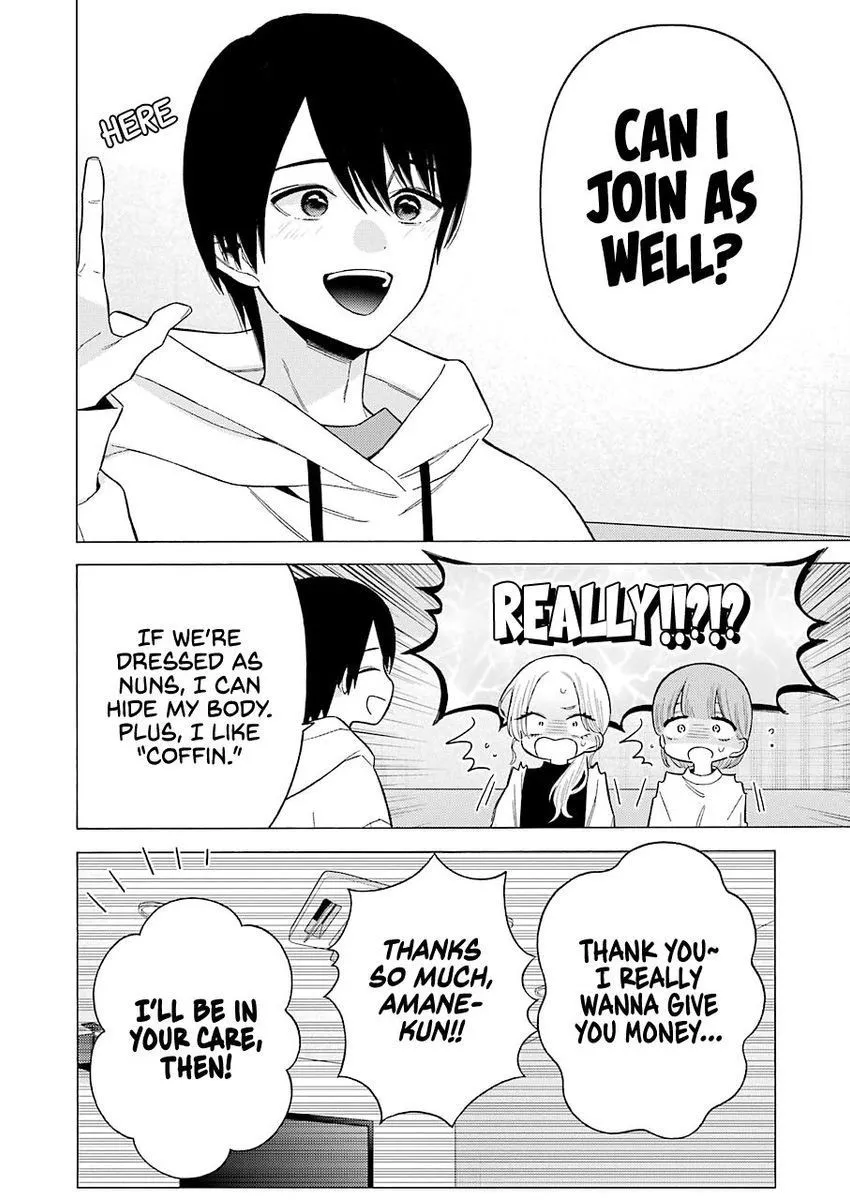 CAN I
JOIN AS
WELL?
HERE
REALLY!!?!?
IF WE'RE
DRESSED AS
NUNS, I CAN
HIDE MY BODY.
PLUS, I LIKE
"COFFIN."
THANK YOU~
I REALLY
WANNA GIVE
YOU MONEY...
THANKS
SO MUCH,
AMANE-
KUN!!
I'LL BE IN
YOUR CARE,
THEN!